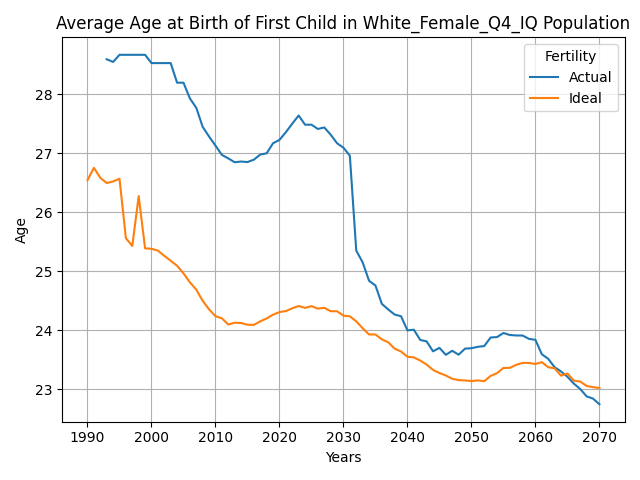 Average Age at Birth of First Child in White_Female_Q4_IQ Population
Fertility
Actual
Ideal
Age
28
27
26
25
24
23
1990 2000 2010 2020 2030 2040 2050 2060 2070
Years